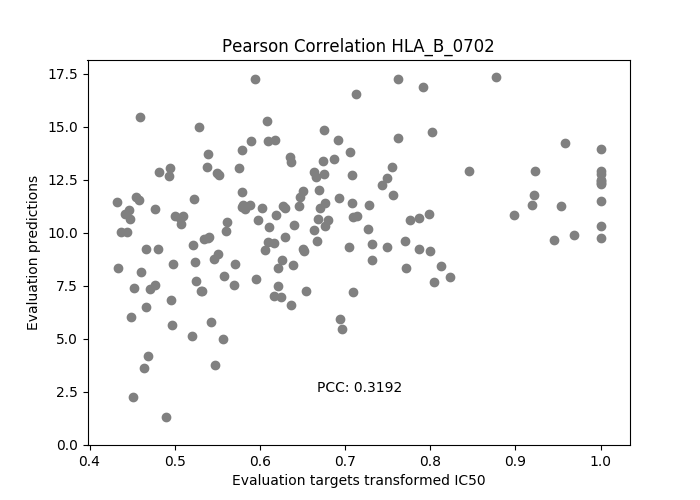 Pearson Correlation HLA_B_0702
17.5
15.0
12.5
10.0
7.5
5.0
2.5
0.0
Evaluation predictions
PCC: 0.3192
0.4 0.5 0.6 0.7 0.8 0.9 1.0
Evaluation targets transformed IC50